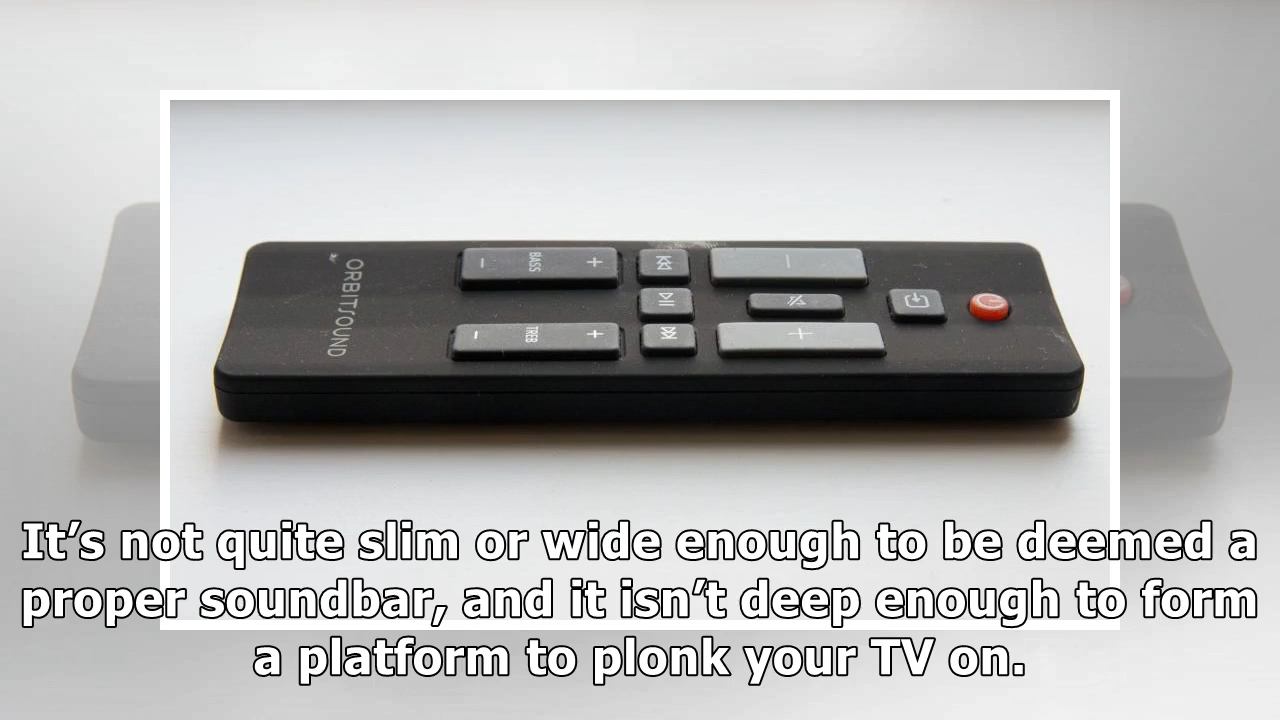 ORBITSOUND
- BASS +
- TREB +
It’s not quite slim or wide enough to be deemed a
proper soundbar, and it isn’t deep enough to form
a platform to plonk your TV on.